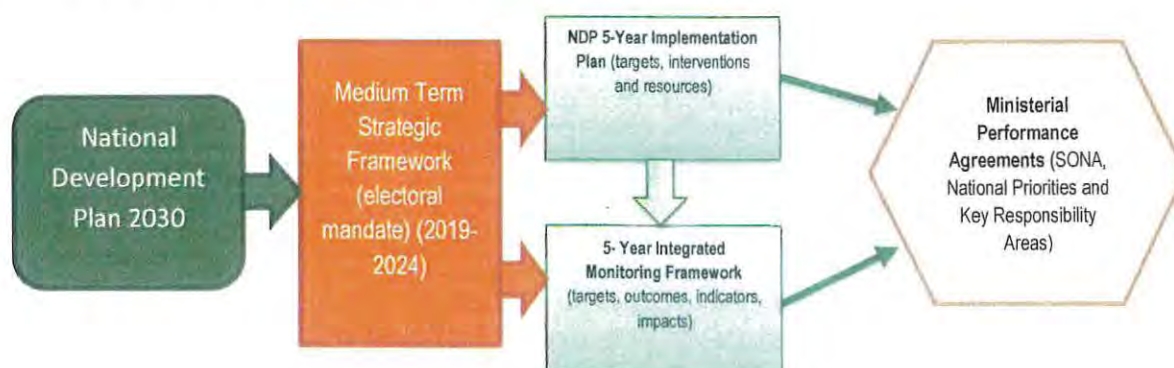 National
Development
Plan 2030
Medium Term
Strategic
Framework
(electoral
mandate) (2019-
2024)
NDP 5-Year Implementation
Plan (targets, interventions
and resources)
5- Year Integrated
Monitoring Framework
(targets, outcomes, indicators,
impacts)
Ministerial
Performance
Agreements (SONA,
National Priorities and
Key Responsibility
Areas)